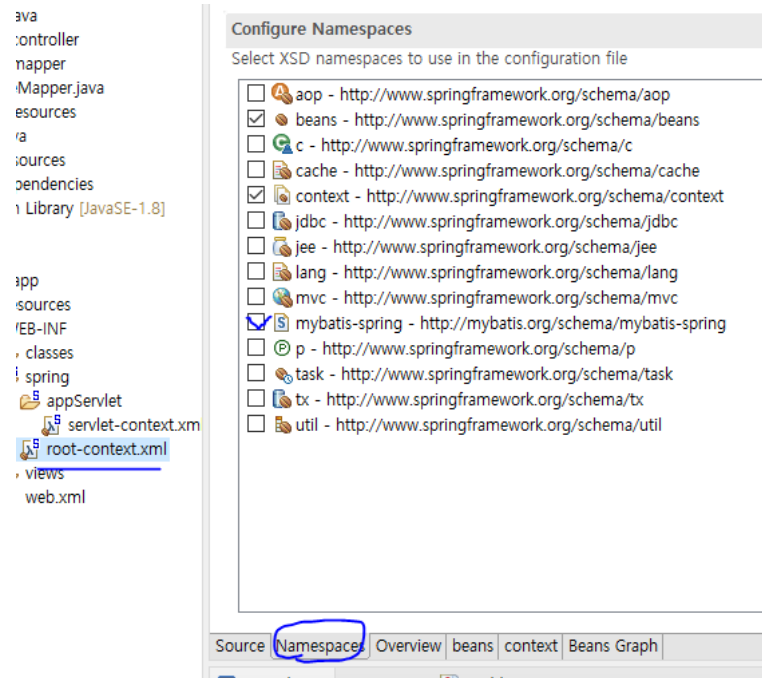 ava
controller
mapper
Mapper.java
esources
va
sources
pendencies
n Library [JavaSE-1.8]
app
sources
/EB-INF
classes
spring
appServlet
servlet-context.xm
root-context.xml
views
web.xml
Configure Namespaces
Select XSD namespaces to use in the configuration file
aop - http://www.springframework.org/schema/aop
beans - http://www.springframework.org/schema/beans
c - http://www.springframework.org/schema/c
cache - http://www.springframework.org/schema/cache
context - http://www.springframework.org/schema/context
jdbc - http://www.springframework.org/schema/jdbc
jee - http://www.springframework.org/schema/jee
lang - http://www.springframework.org/schema/lang
mvc - http://www.springframework.org/schema/mvc
mybatis-spring - http://mybatis.org/schema/mybatis-spring
p - http://www.springframework.org/schema/p
task - http://www.springframework.org/schema/task
tx - http://www.springframework.org/schema/tx
util - http://www.springframework.org/schema/util
Source Namespaces Overview beans context Beans Graph